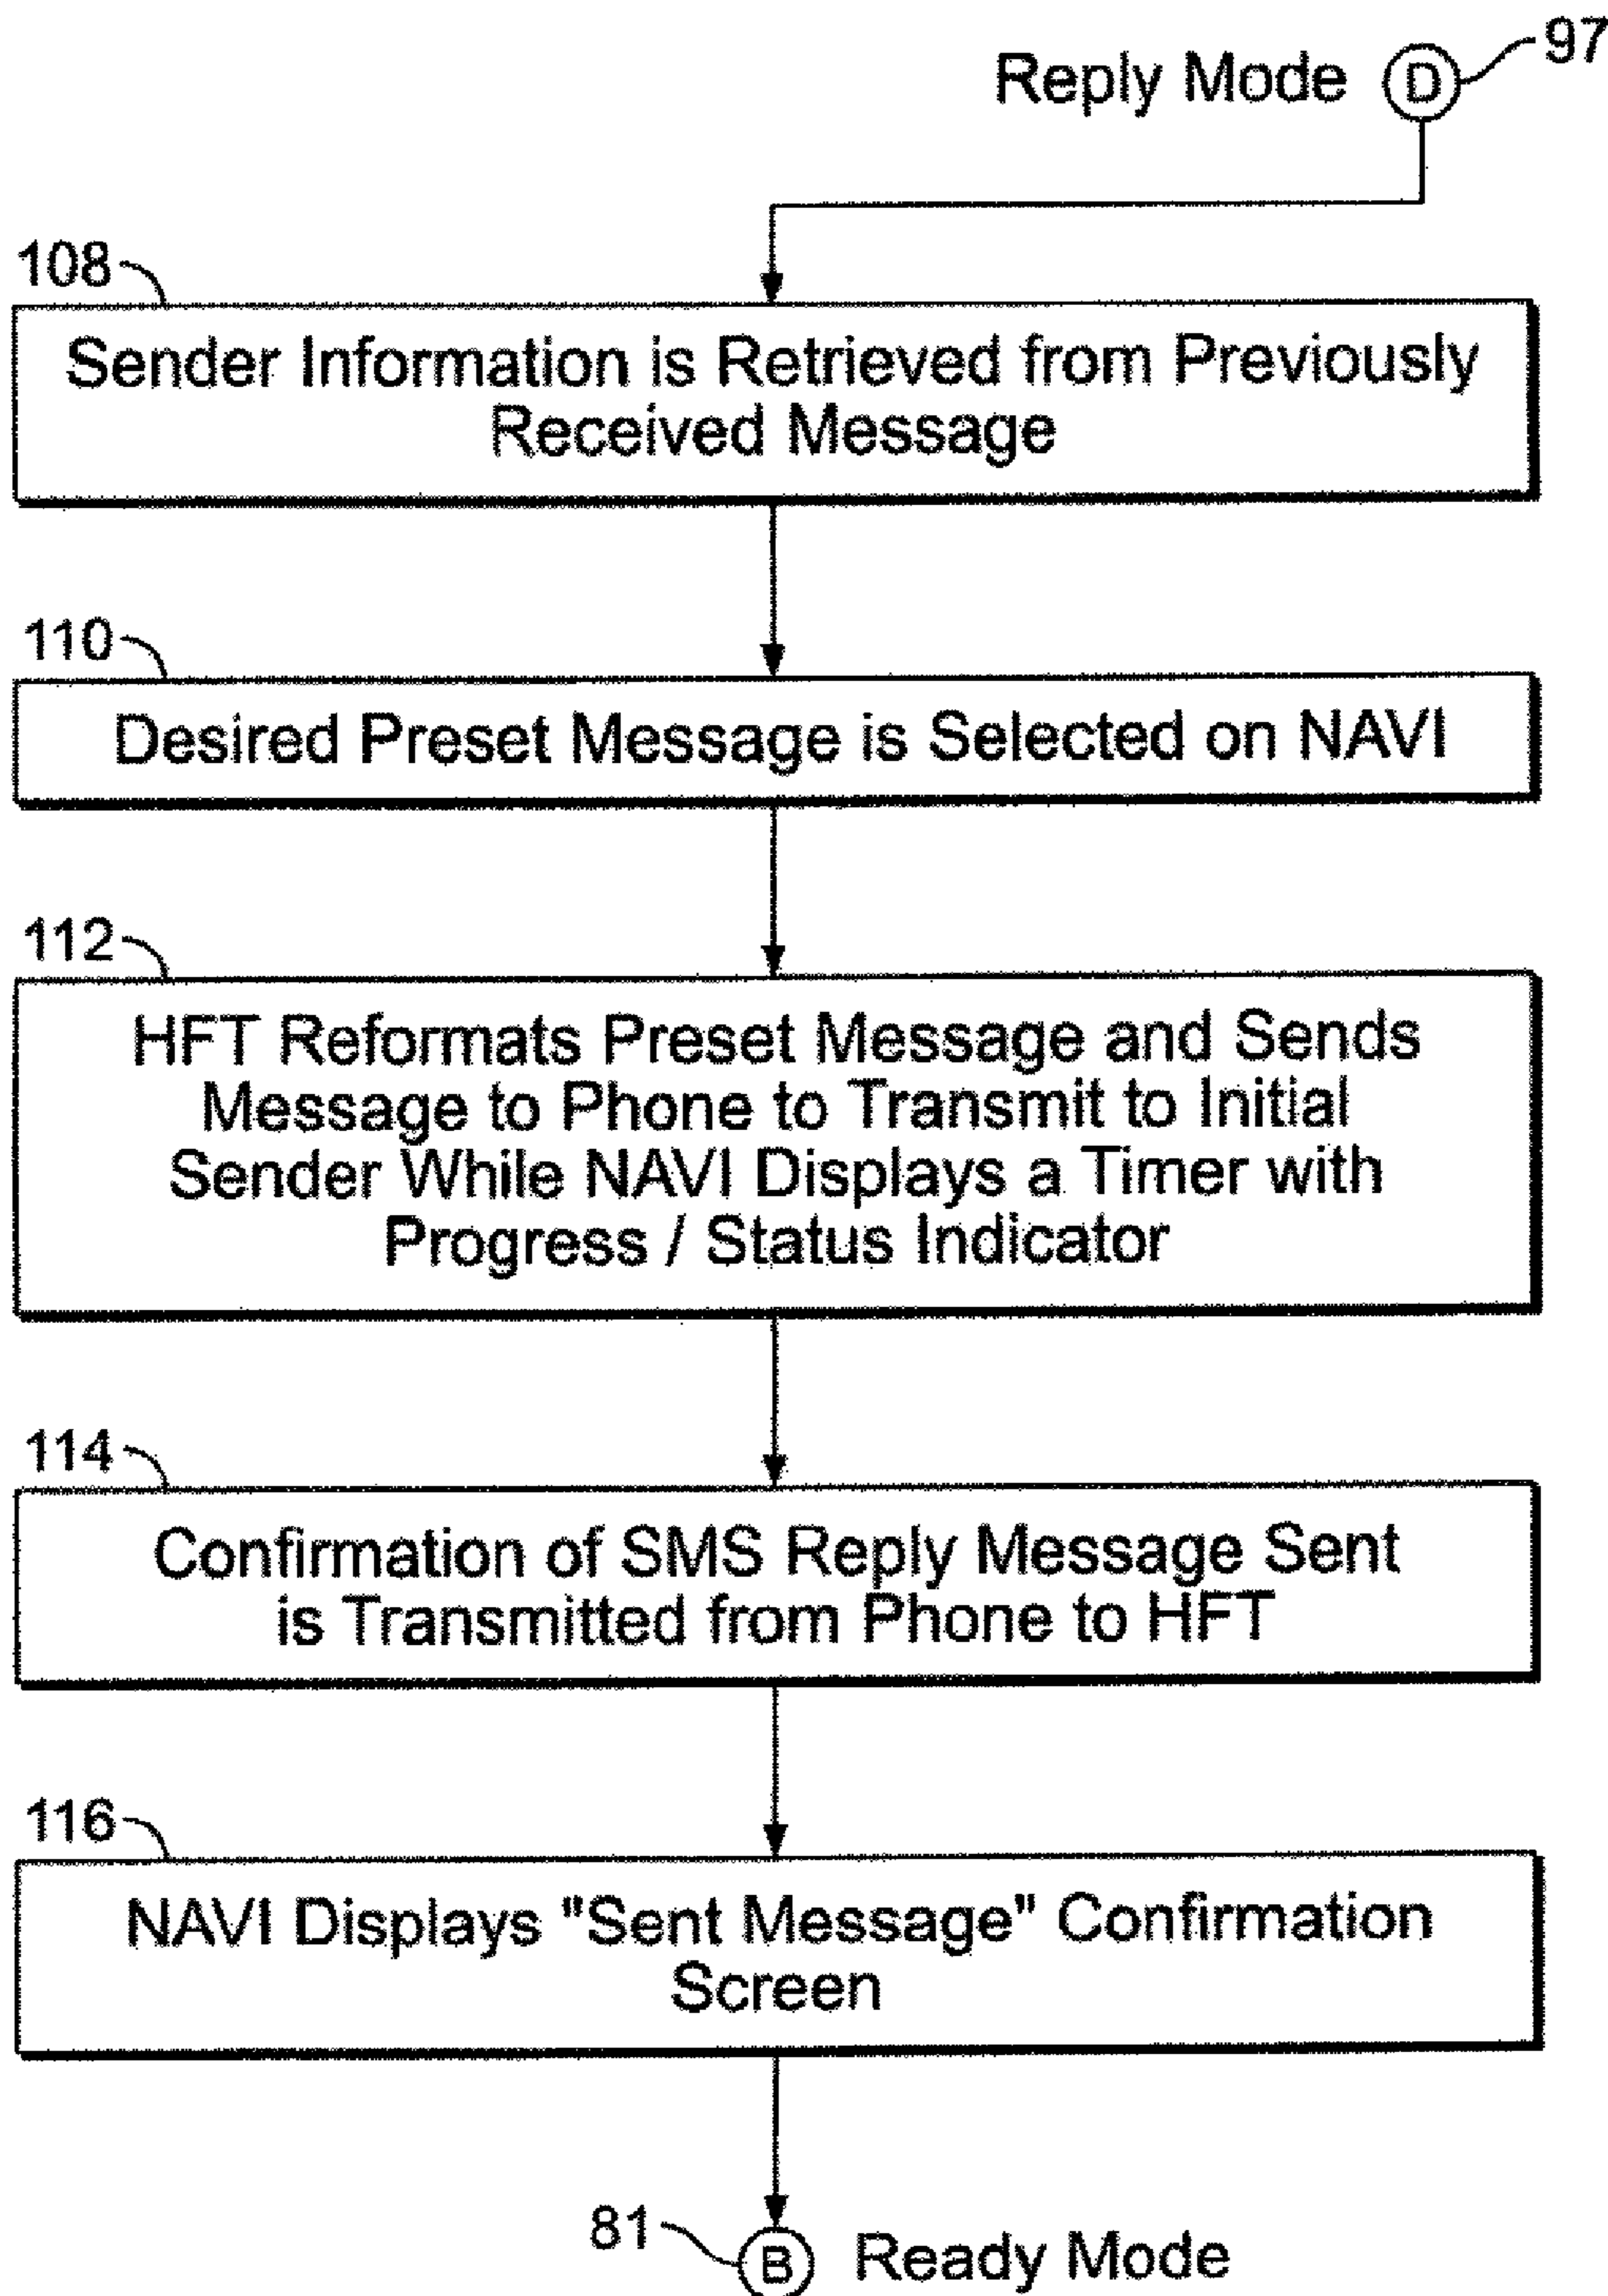 97
Reply Mode D
108
Sender Information is Retrieved from Previously
Received Message
110
Desired Preset Message is Selected on NAVI
112
HFT Reformats Preset Message and Sends
Message to Phone to Transmit to Initial
Sender While NAVI Displays a Timer with
Progress / Status Indicator
114
Confirmation of SMS Reply Message Sent
is Transmitted from Phone to HFT
116
NAVI Displays "Sent Message" Confirmation
Screen
81
B Ready Mode